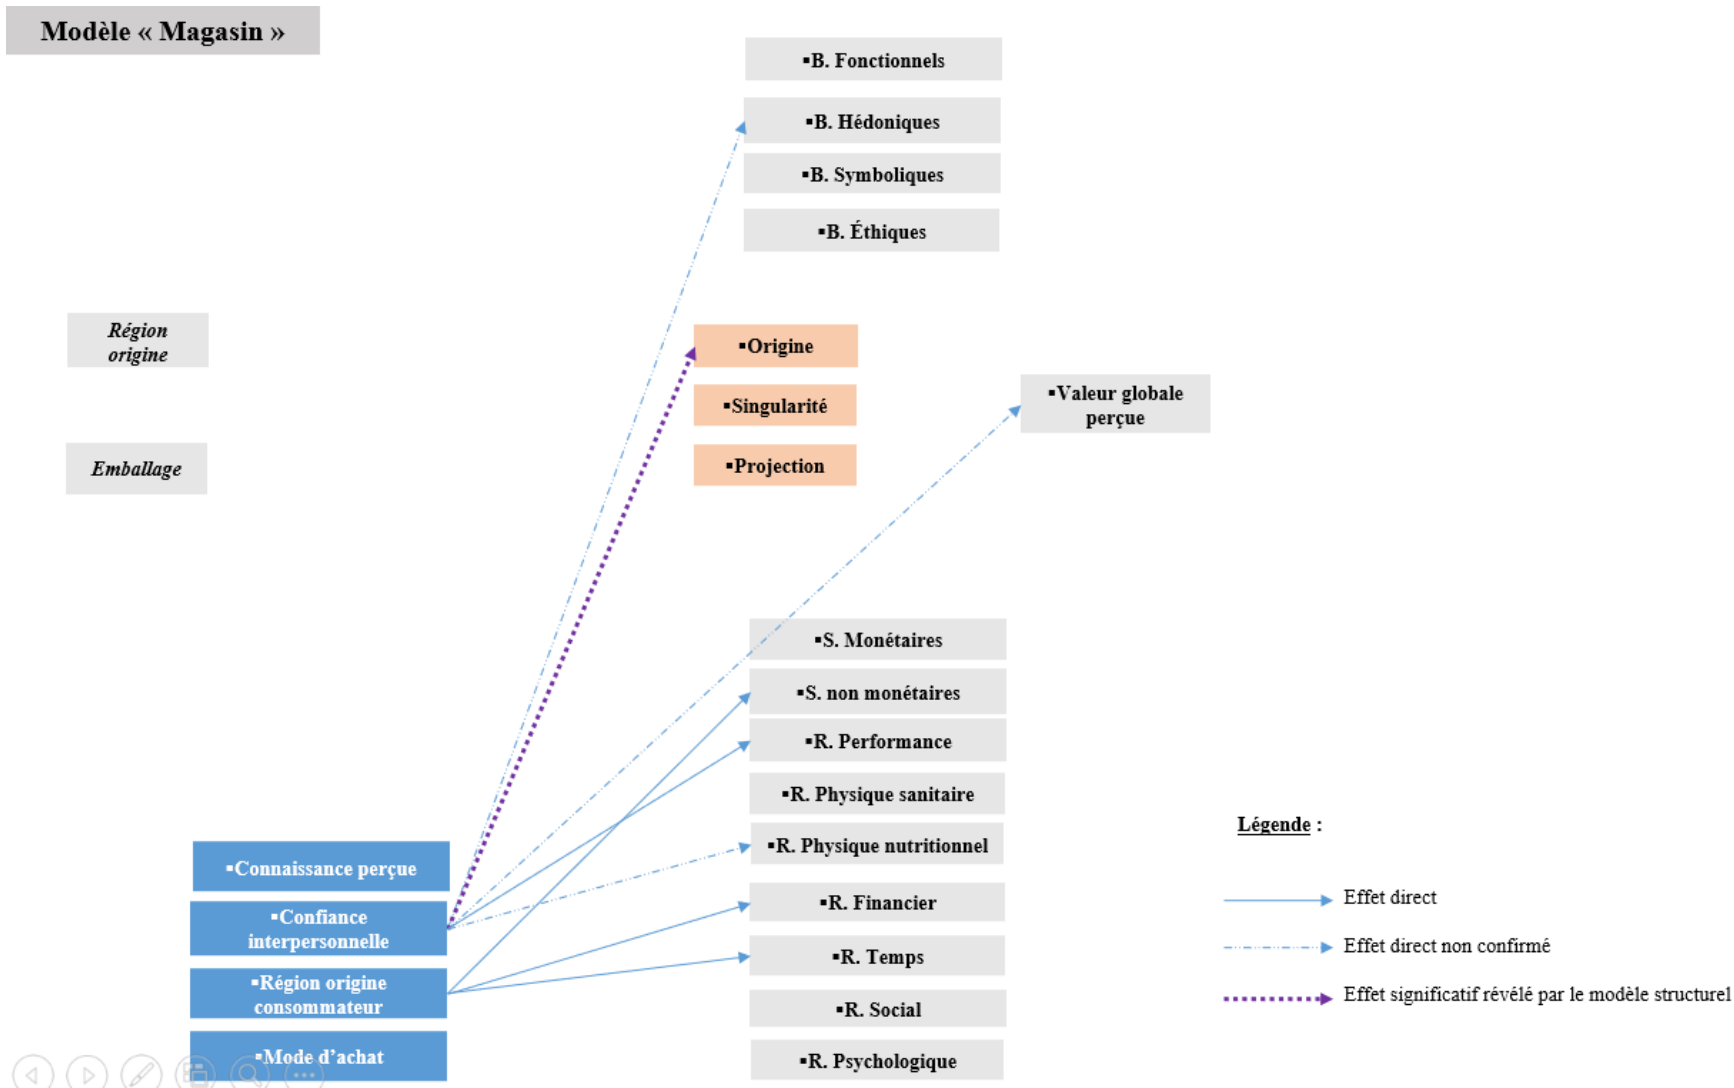 Modèle « Magasin »
▪B. Fonctionnels
▪B. Hédoniques
▪B. Symboliques
▪B. Éthiques
Région
origine
▪Origine
▪Singularité
▪Valeur globale
perçue
Emballage
▪Projection
▪S. Monétaires
▪S. non monétaires
▪R. Performance
▪R. Physique sanitaire
▪R. Physique nutritionnel
▪R. Financier
▪R. Temps
▪R. Social
▪R. Psychologique
▪Connaissance perçue
▪Confiance
interpersonnelle
▪Région origine
consommateur
▪Mode d’achat
Légende :
Effet direct
Effet direct non confirmé
Effet significatif révélé par le modèle structurel